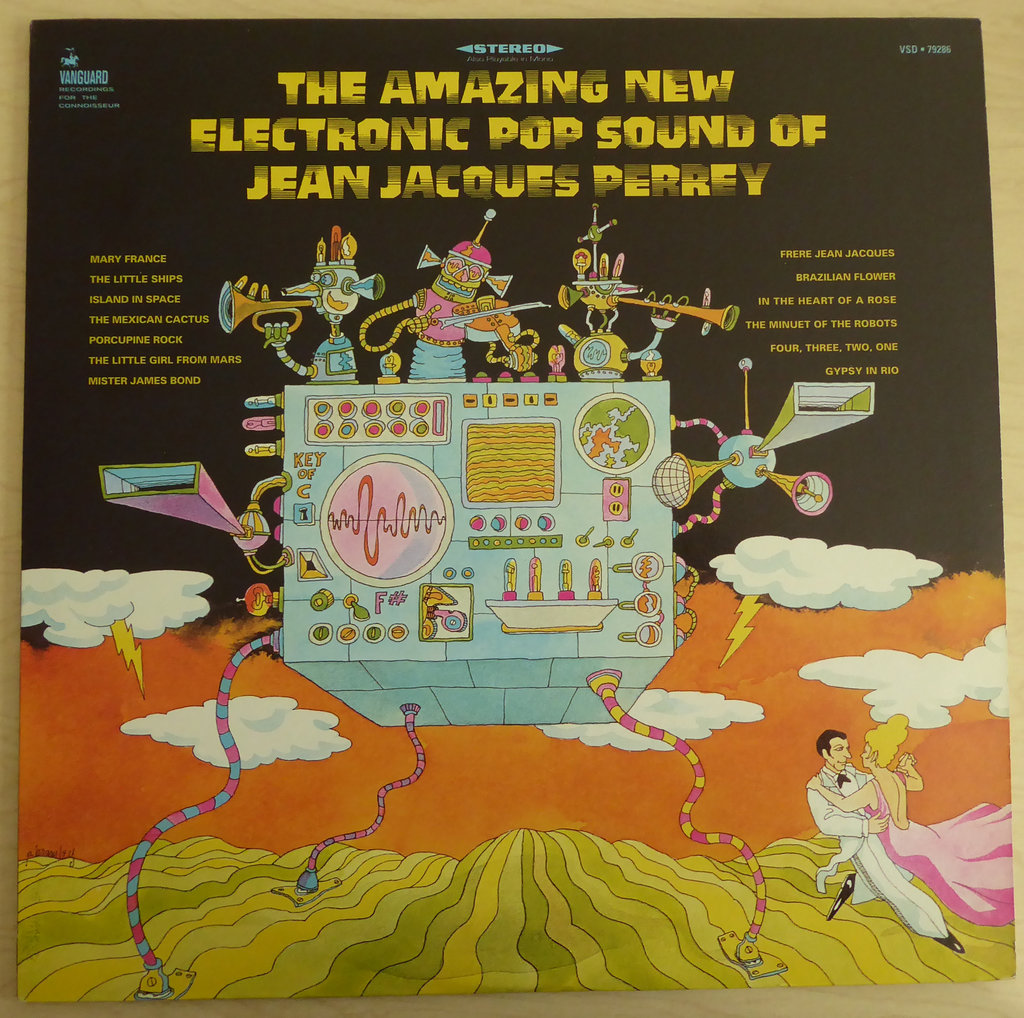 STEREO
Also Playable in Mono
VSD • 79286
VANGUARD
RECORDINGS
FOR THE
CONNOISSEUR
THE AMAZING NEW
ELECTRONIC POP SOUND OF
JEAN JACQUES PERREY
MARY FRANCE
THE LITTLE SHIPS
ISLAND IN SPACE
THE MEXICAN CACTUS
PORCUPINE ROCK
THE LITTLE GIRL FROM MARS
MISTER JAMES BOND
FRERE JEAN JACQUES
BRAZILIAN FLOWER
IN THE HEART OF A ROSE
THE MINUET OF THE ROBOTS
FOUR, THREE, TWO, ONE
GYPSY IN RIO
KEY
OF
C
F#